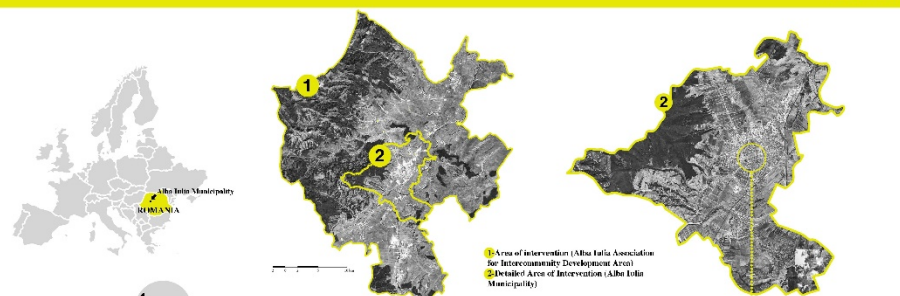 1
2
2
Alba Iulia Municipality
ROMANIA
1-Area of intervention (Alba Iulia Association
for Intercommunity Development Area)
2-Detailed Area of Intervention (Alba Iulia
Municipality)